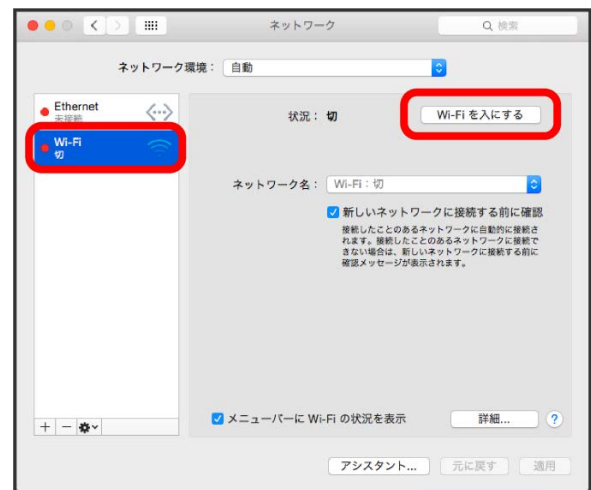 ネットワーク
検索
ネットワーク環境： 自動
Ethernet
未接続
Wi-Fi
切
状況： 切
Wi-Fi を入にする
ネットワーク名： Wi-Fi：切
新しいネットワークに接続する前に確認
接続したことのあるネットワークに自動的に接続さ
れます。接続したことのあるネットワークに接続で
きない場合は、新しいネットワークに接続する前に
確認メッセージが表示されます。
メニューバーに Wi-Fi の状況を表示
詳細...
?
アシスタント...
元に戻す
適用